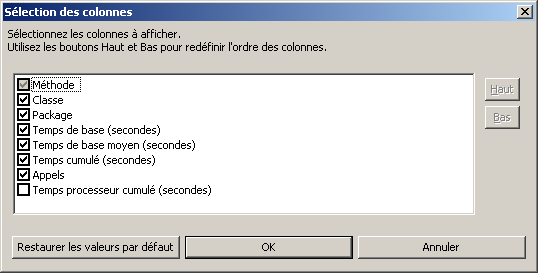 Sélection des colonnes
Sélectionnez les colonnes à afficher.
Utilisez les boutons Haut et Bas pour redéfinir l'ordre des colonnes.
Méthode
Classe
Package
Temps de base (secondes)
Temps de base moyen (secondes)
Temps cumulé (secondes)
Appels
Temps processeur cumulé (secondes)
Haut
Bas
Restaurer les valeurs par défaut
OK
Annuler